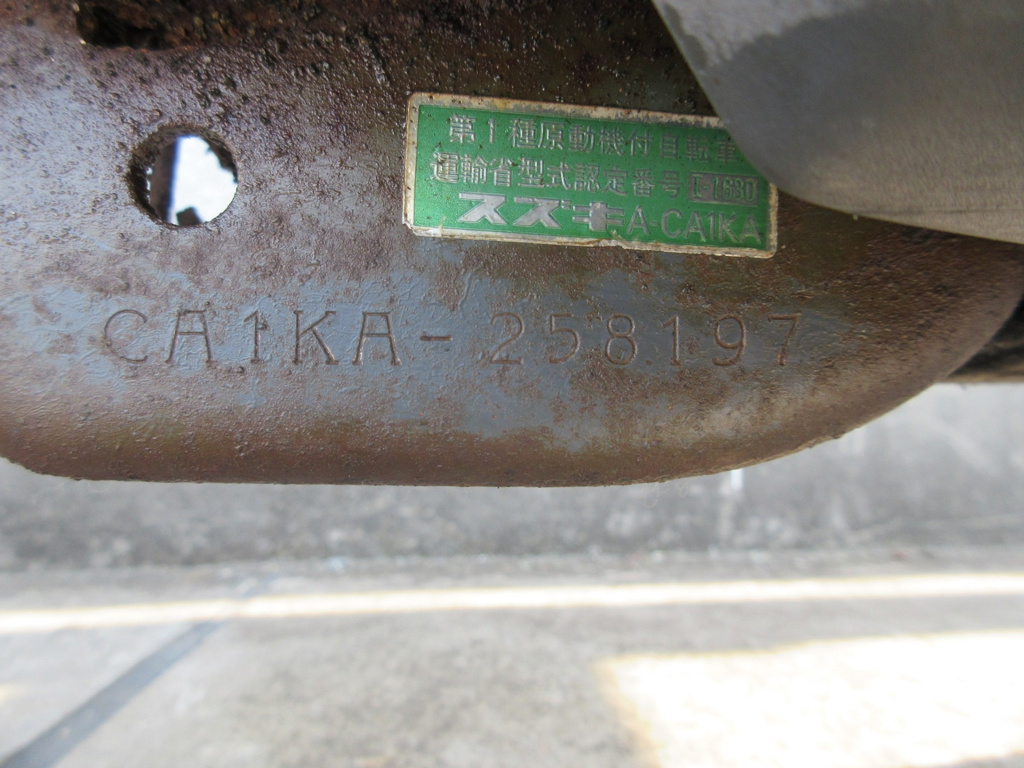 第1種原動機付自転車
運輸省型式認定番号 I-1630
スズキA-CA1KA
CA1KA-258197